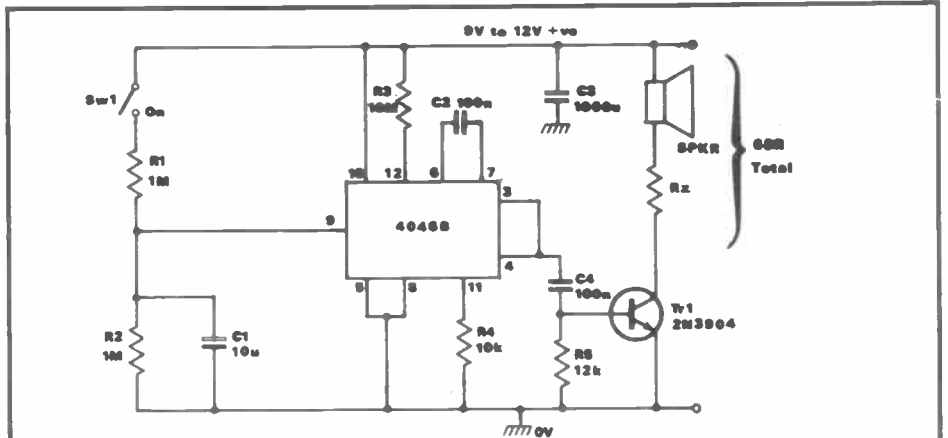 9V to 12V +ve
Sw1
On
R1
1M
R2
1M
C1
10u
9
16
12
6
7
R3
C2 100n
4046B
3
4
5
8
11
R4
10k
C3
1000u
C4
100n
R5
12k
SPKR
Rx
68R
Total
Tr1
2N3904
0V